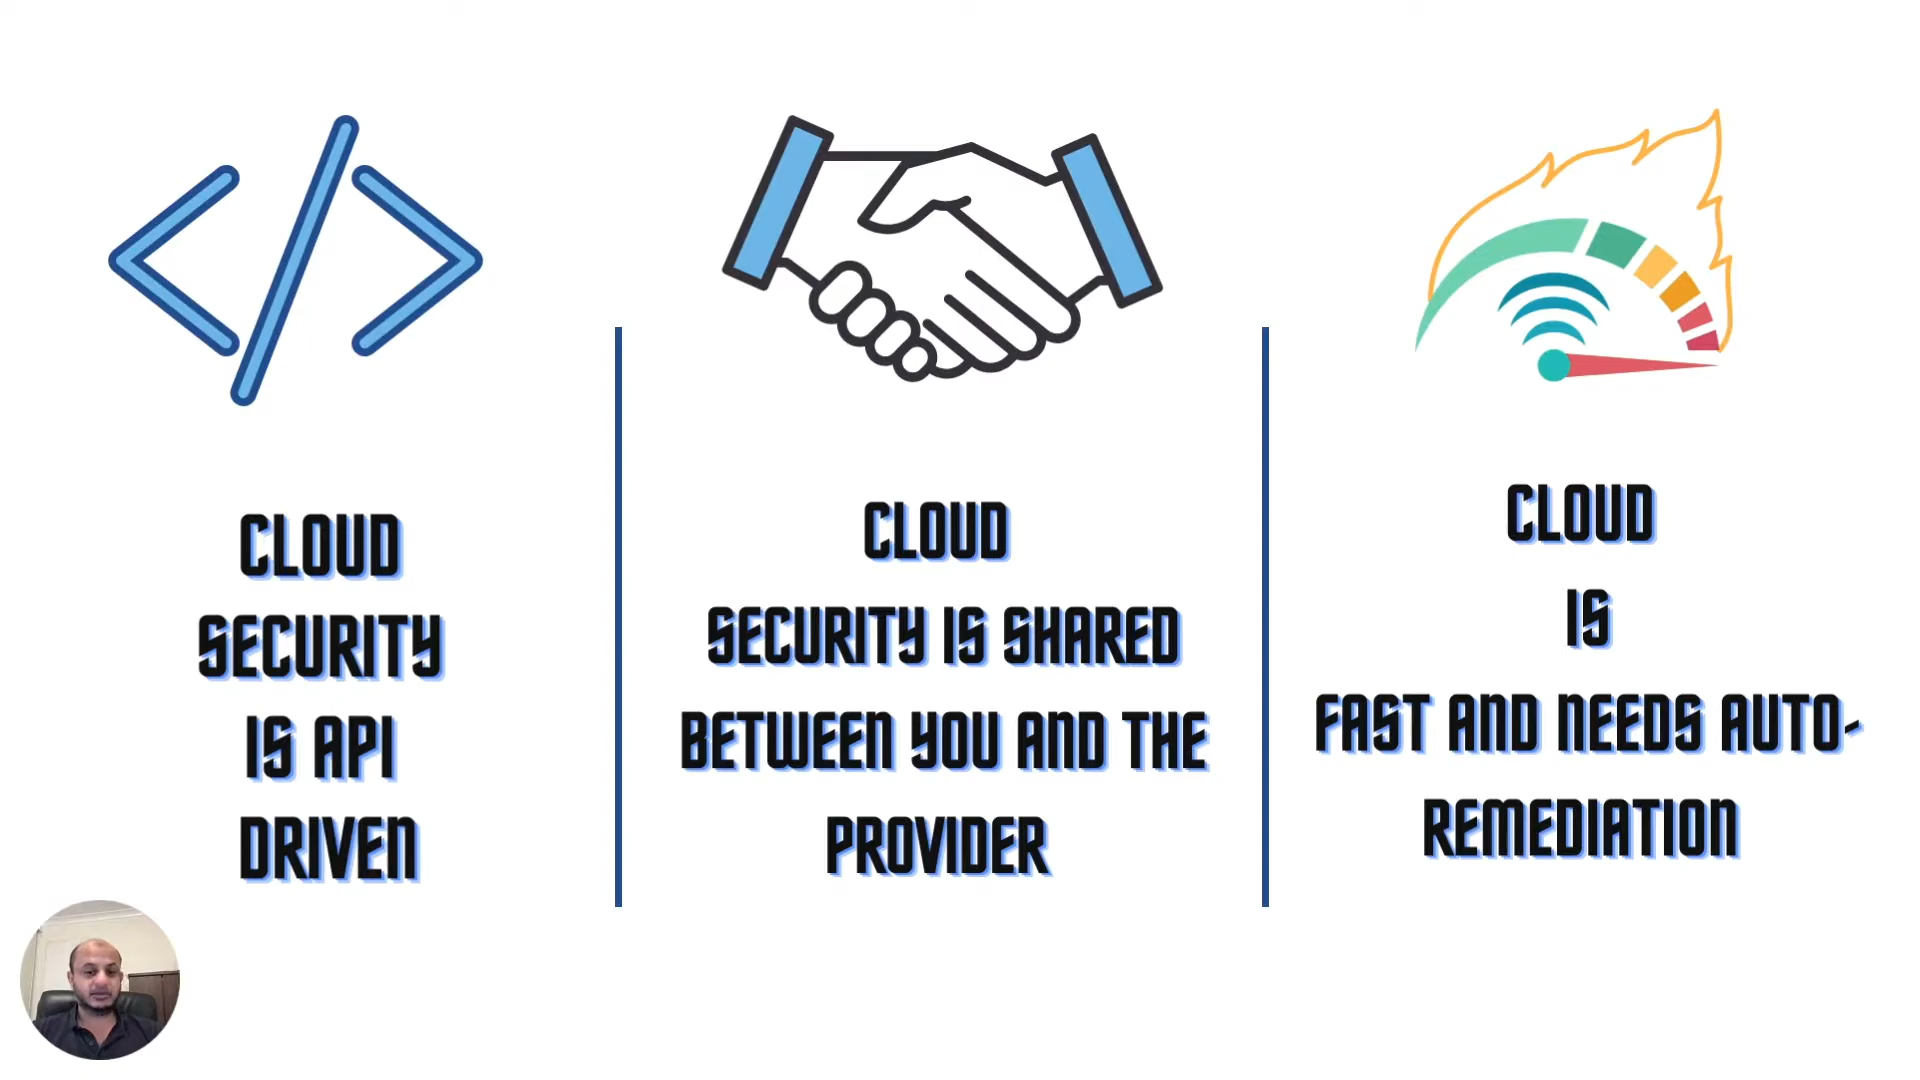 CLOUD
SECURITY
IS API
DRIVEN
CLOUD
SECURITY IS SHARED
BETWEEN YOU AND THE
PROVIDER
CLOUD
IS
FAST AND NEEDS AUTO-
REMEDIATION